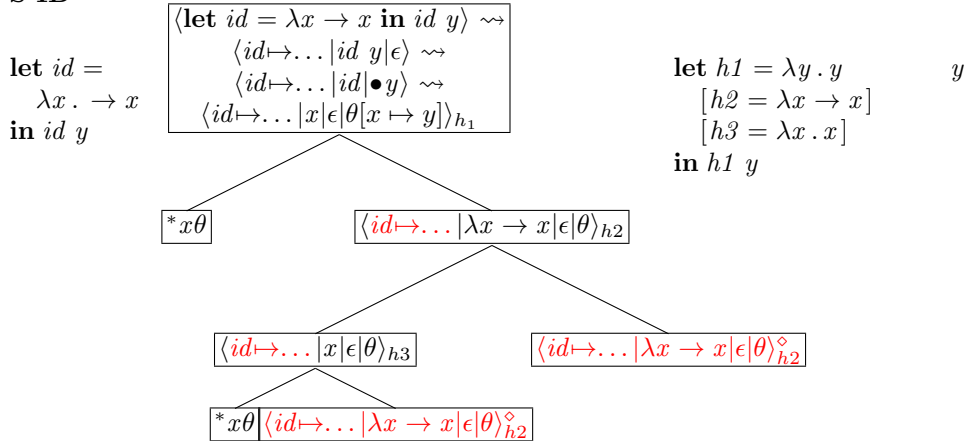 ⟨let id = λx → x in id y⟩ ⇝
⟨id↦...|id y|ϵ⟩ ⇝
⟨id↦...|id|●y⟩ ⇝
⟨id↦...|x|ϵ|θ[x ↦ y]⟩h₁
let id =
λx . → x
in id y
let h1 = λy . y
[h2 = λx → x]
[h3 = λx . x]
in h1 y
y
*xθ
⟨id↦...|λx → x|ϵ|θ⟩h2
⟨id↦...|x|ϵ|θ⟩h3
⟨id↦...|λx → x|ϵ|θ⟩⋄h2
*xθ
⟨id↦...|λx → x|ϵ|θ⟩⋄h2